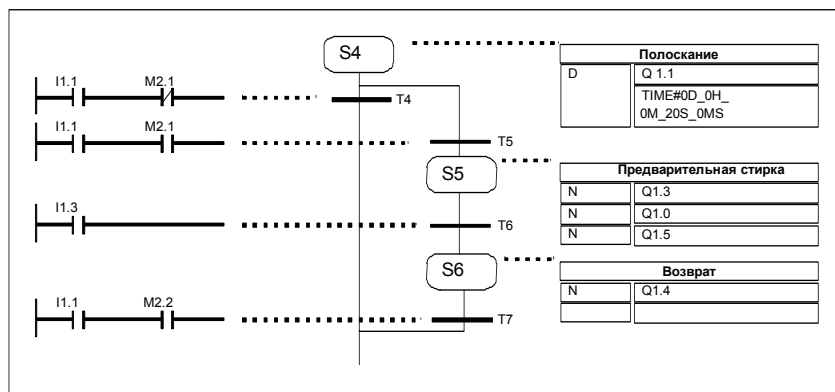 S4
Полоскание
D Q 1.1
TIME#0D_0H_
0M_20S_0MS
I1.1 M2.1
T4
I1.1 M2.1
T5
S5
Предварительная стирка
N Q1.3
N Q1.0
N Q1.5
I1.3
T6
S6
Возврат
N Q1.4
I1.1 M2.2
T7